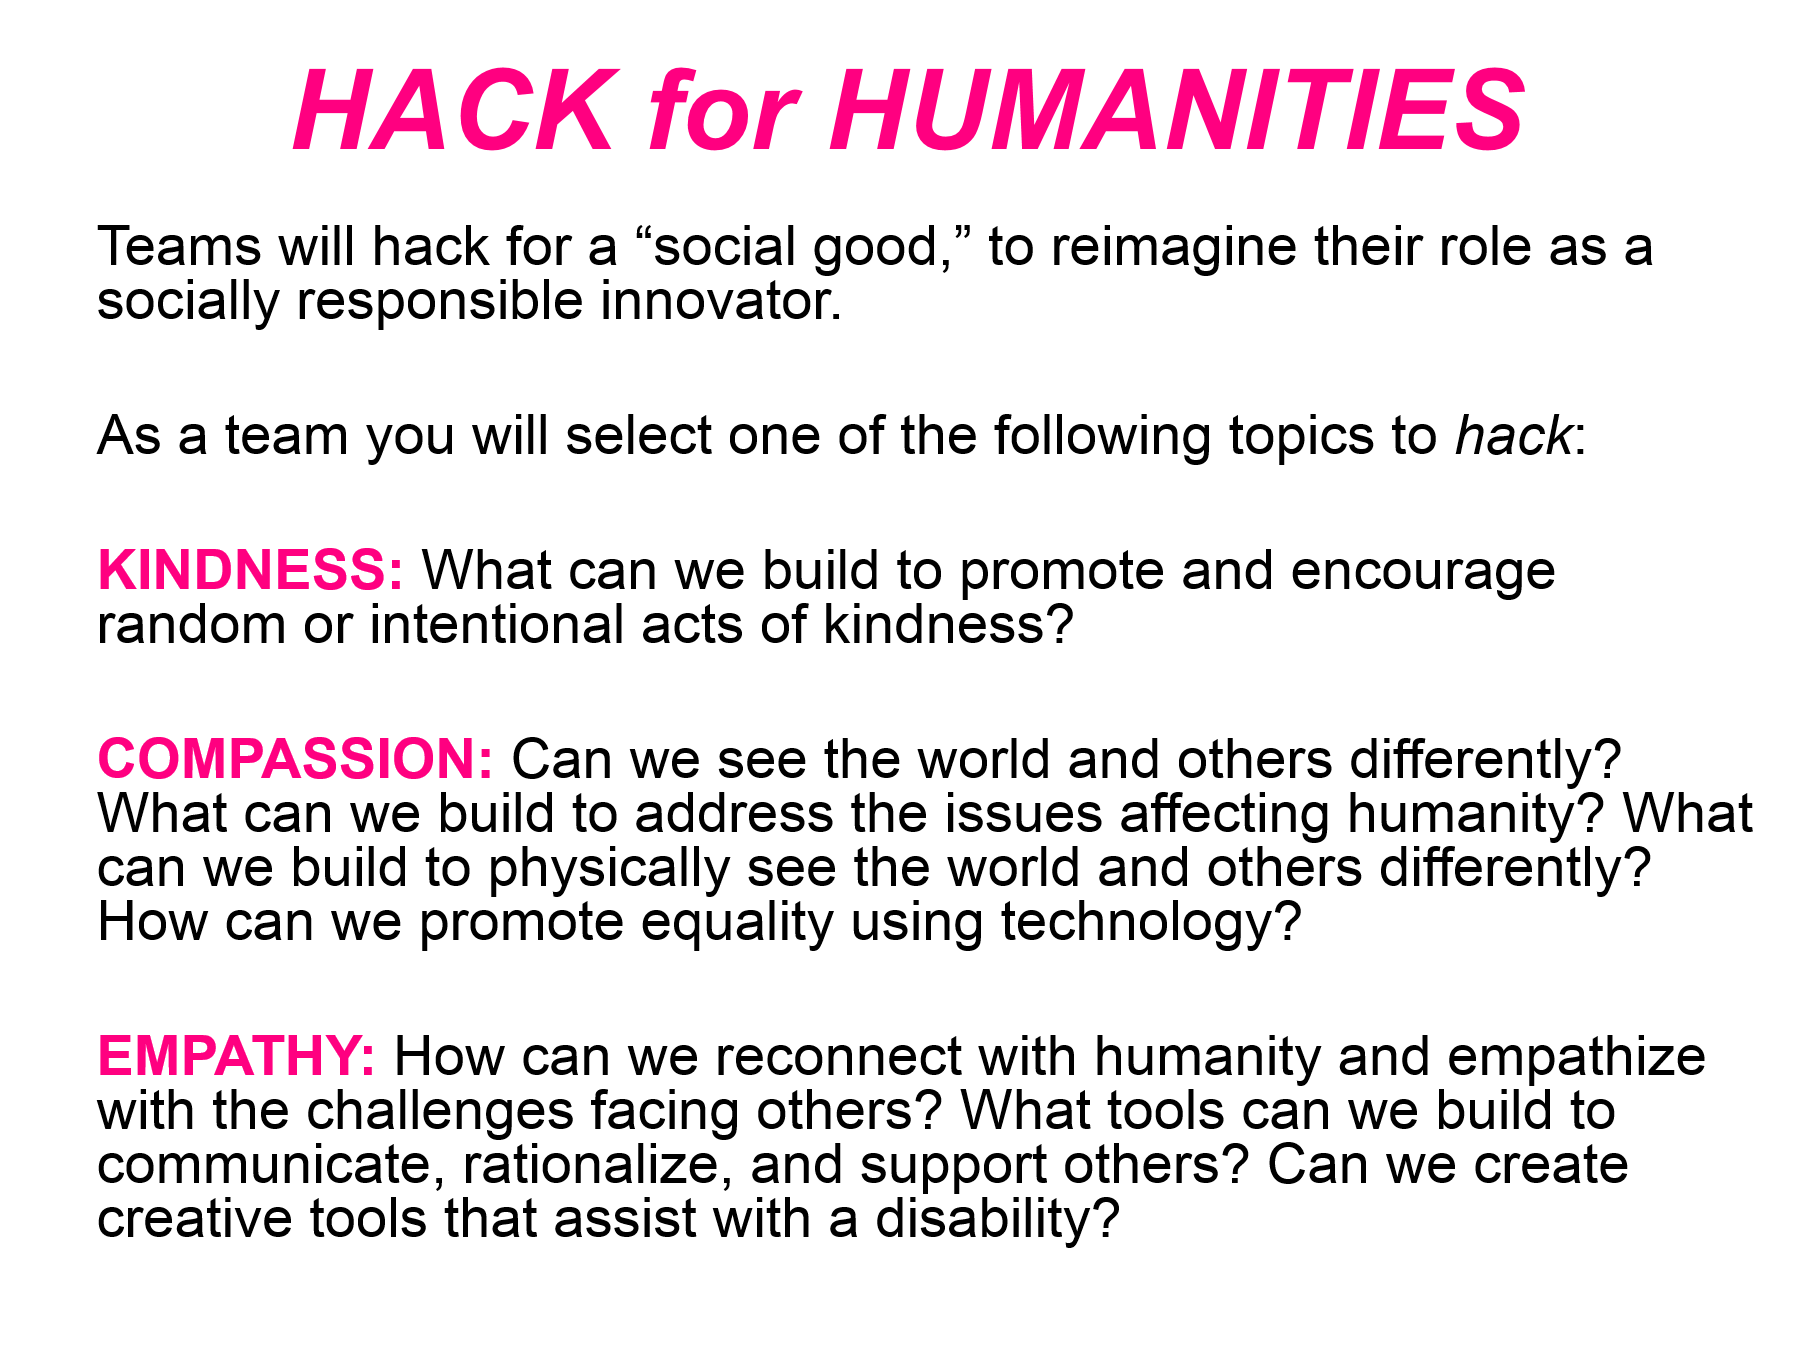 HACK for HUMANITIES
Teams will hack for a “social good,” to reimagine their role as a
socially responsible innovator.
As a team you will select one of the following topics to hack:
KINDNESS: What can we build to promote and encourage
random or intentional acts of kindness?
COMPASSION: Can we see the world and others differently?
What can we build to address the issues affecting humanity? What
can we build to physically see the world and others differently?
How can we promote equality using technology?
EMPATHY: How can we reconnect with humanity and empathize
with the challenges facing others? What tools can we build to
communicate, rationalize, and support others? Can we create
creative tools that assist with a disability?